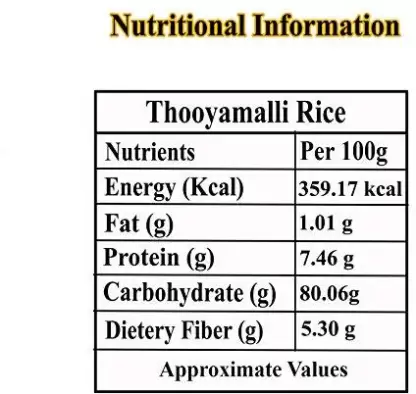 Nutritional Information
Thooyamalli Rice
Nutrients Per 100g
Energy (Kcal) 359.17 kcal
Fat (g) 1.01 g
Protein (g) 7.46 g
Carbohydrate (g) 80.06g
Dietery Fiber (g) 5.30 g
Approximate Values